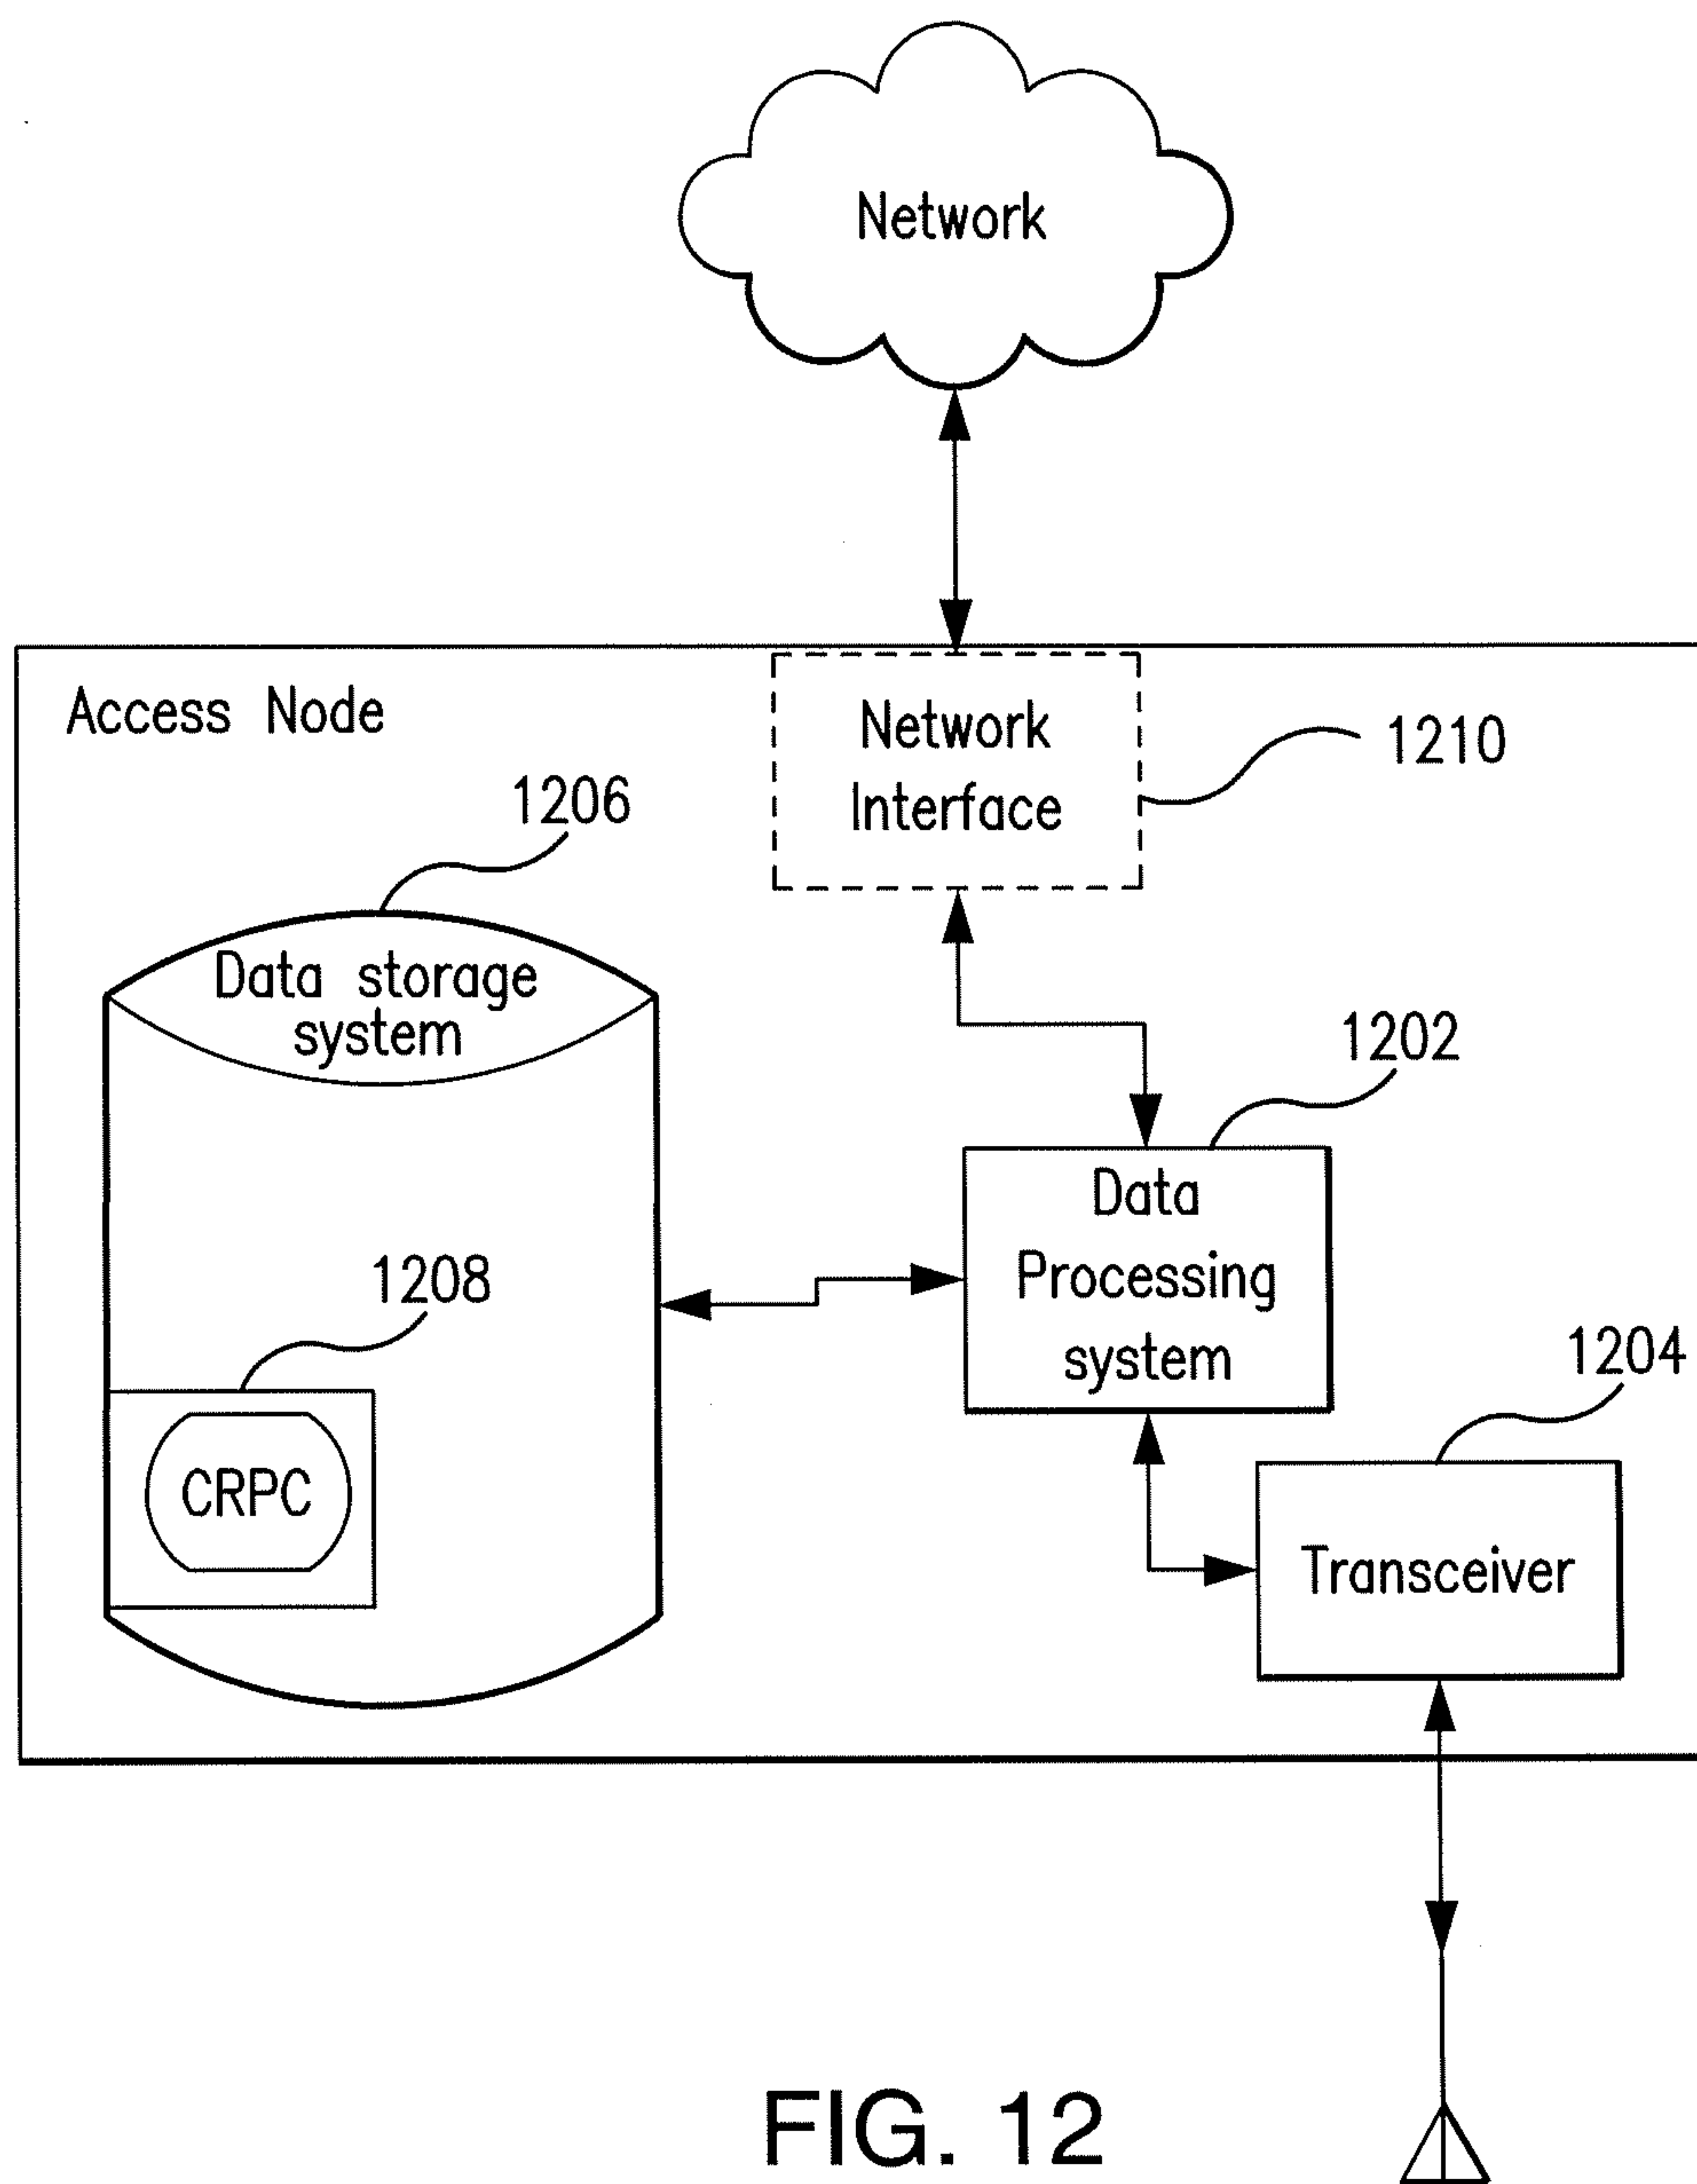 Network
Access Node
Network
Interface
1210
1206
Data storage
system
1202
Data
Processing
system
1208
CRPC
1204
Transceiver
FIG. 12